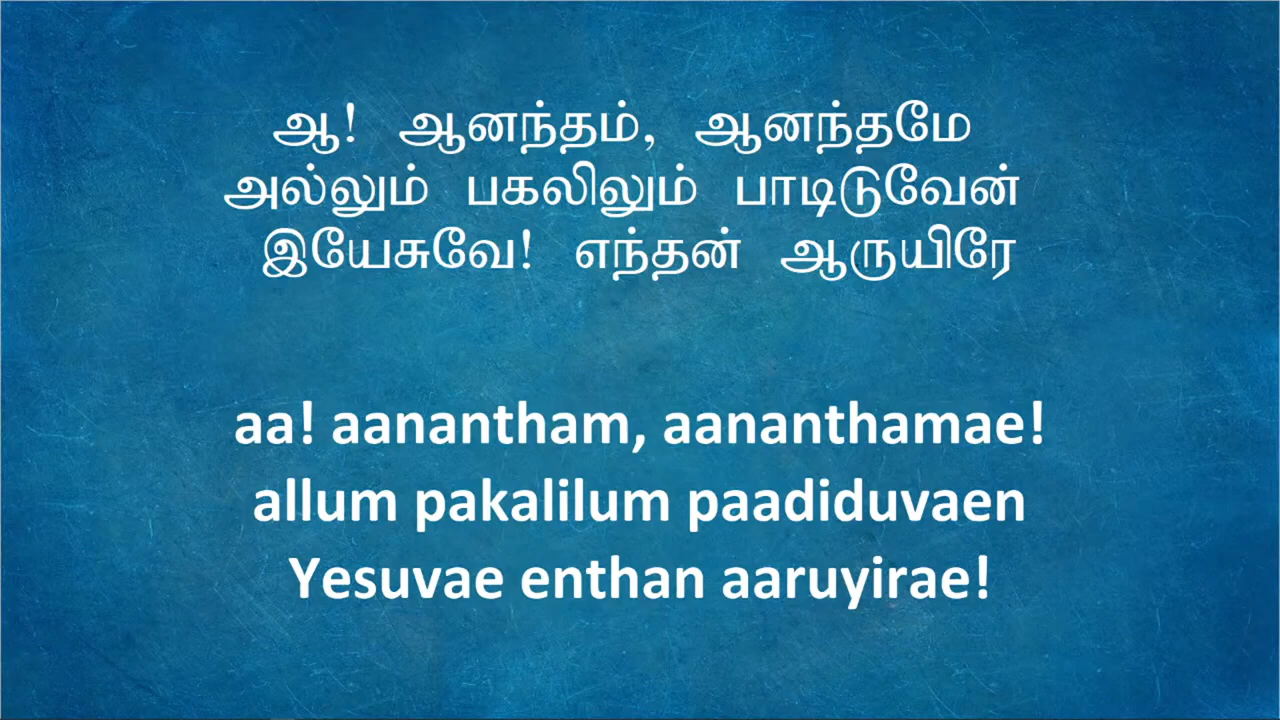 ஆ! ஆனந்தம், ஆனந்தமே
அல்லும் பகலிலும் பாடிடுவேன்
இயேசுவே! எந்தன் ஆருயிரே
aa! aanantham, aananthamae!
allum pakalilum paadiduvaen
Yesuvae enthan aaruyirae!